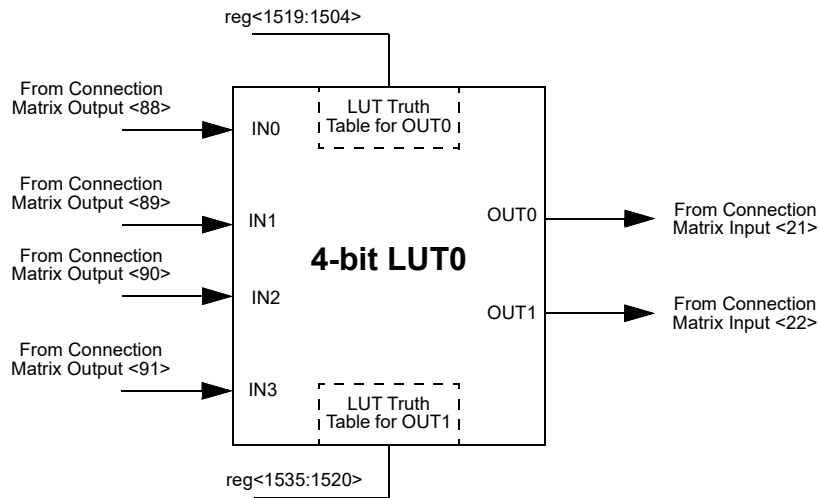 reg<1519:1504>
From Connection
Matrix Output <88>
IN0
LUT Truth
Table for OUT0
From Connection
Matrix Output <89>
IN1
OUT0
From Connection
Matrix Input <21>
From Connection
Matrix Output <90>
IN2
4-bit LUT0
OUT1
From Connection
Matrix Input <22>
From Connection
Matrix Output <91>
IN3
LUT Truth
Table for OUT1
reg<1535:1520>